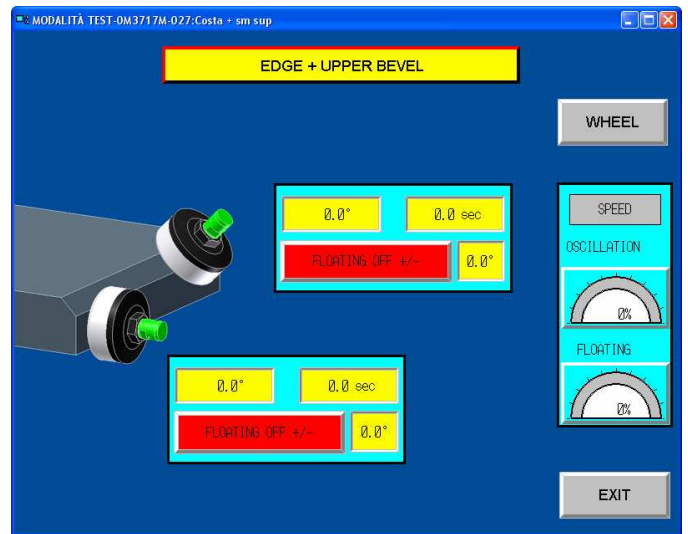 MODALITÀ TEST-0M3717M-027:Costa + sm sup
EDGE + UPPER BEVEL
WHEEL
0.0° 0.0 sec
FLOATING OFF +/- 0.0°
SPEED
OSCILLATION
0%
FLOATING
0%
0.0° 0.0 sec
FLOATING OFF +/- 0.0°
EXIT